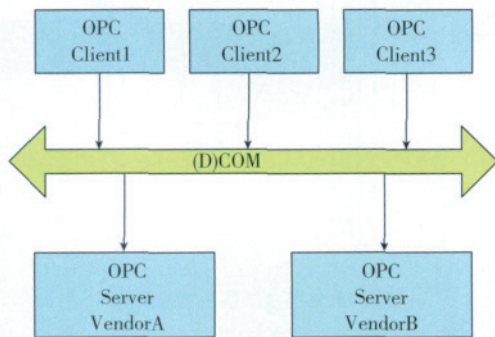 OPC
Client1
OPC
Client2
OPC
Client3
(D)COM
OPC
Server
VendorA
OPC
Server
VendorB